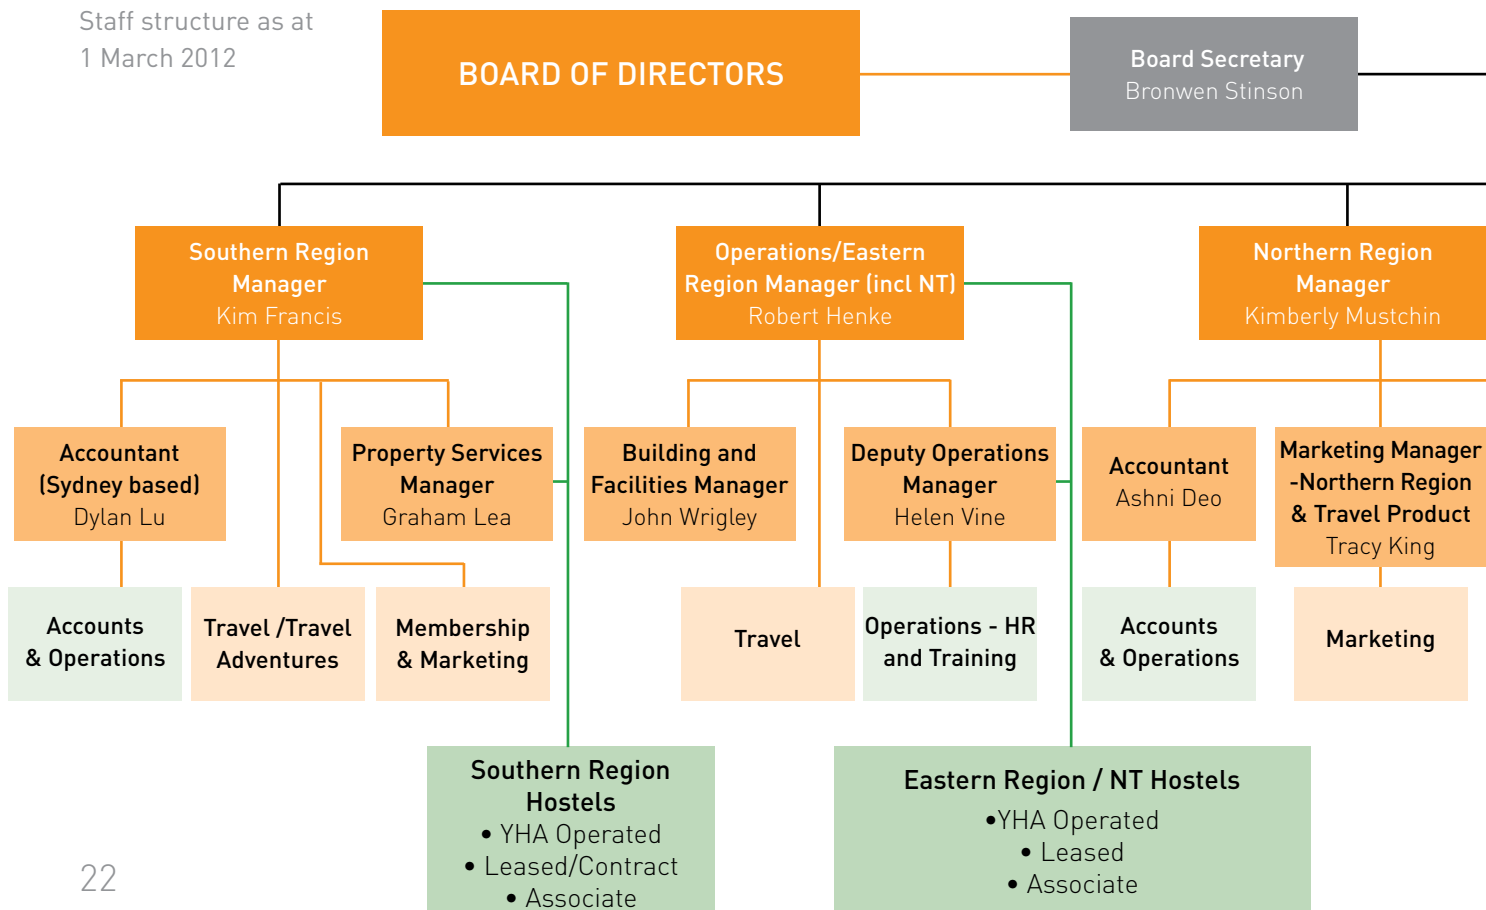 Staff structure as at
1 March 2012
BOARD OF DIRECTORS
Board Secretary
Bronwen Stinson
Southern Region
Manager
Kim Francis
Operations/Eastern
Region Manager (incl NT)
Robert Henke
Northern Region
Manager
Kimberly Mustchin
Accountant
(Sydney based)
Dylan Lu
Property Services
Manager
Graham Lea
Building and
Facilities Manager
John Wrigley
Deputy Operations
Manager
Helen Vine
Accountant
Ashni Deo
Marketing Manager
-Northern Region
& Travel Product
Tracy King
Accounts
& Operations
Travel /Travel
Adventures
Membership
& Marketing
Travel
Operations - HR
and Training
Accounts
& Operations
Marketing
Southern Region
Hostels
• YHA Operated
• Leased/Contract
• Associate
Eastern Region / NT Hostels
•YHA Operated
• Leased
• Associate
22